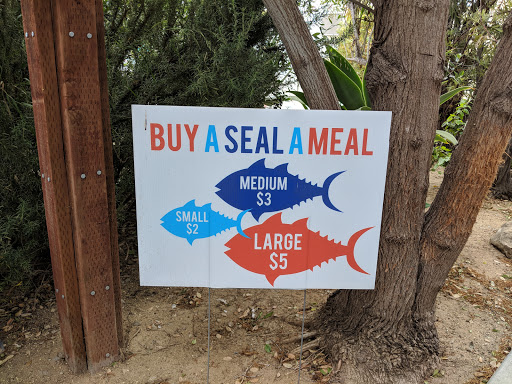 BUY A SEAL A MEAL
MEDIUM
$3
SMALL
$2
LARGE
$5